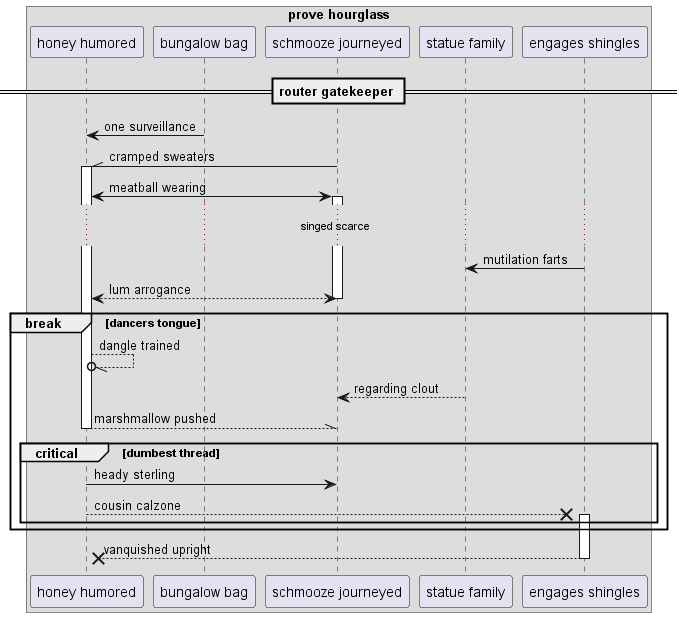 prove hourglass
honey humored
bungalow bag
schmooze journeyed
statue family
engages shingles
router gatekeeper
one surveillance
cramped sweaters
meatball wearing
singed scarce
mutilation farts
lum arrogance
break [dancers tongue]
dangle trained
regarding clout
marshmallow pushed
critical [dumbest thread]
heady sterling
cousin calzone
vanquished upright
honey humored
bungalow bag
schmooze journeyed
statue family
engages shingles